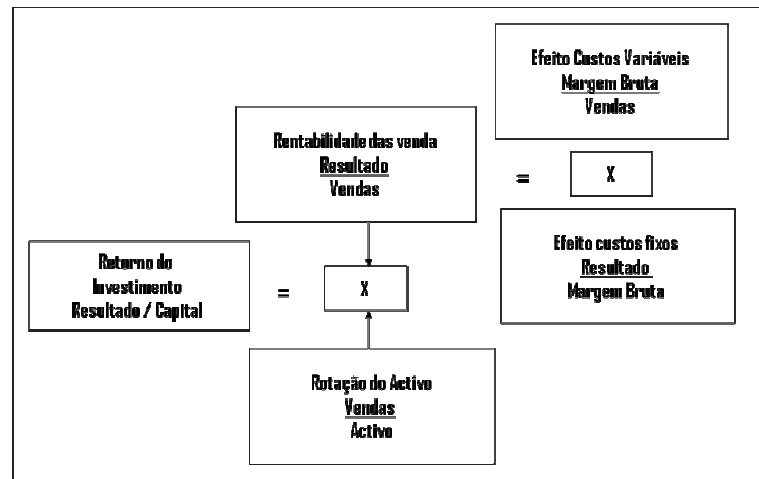 Efeito Custos Variáveis
Margem Bruta
Vendas
Rentabilidade das venda
Resultado
Vendas
=
X
Efeito custos fixos
Resultado
Margem Bruta
Retorno do
Investimento
Resultado / Capital
=
X
Rotação do Activo
Vendas
Activo